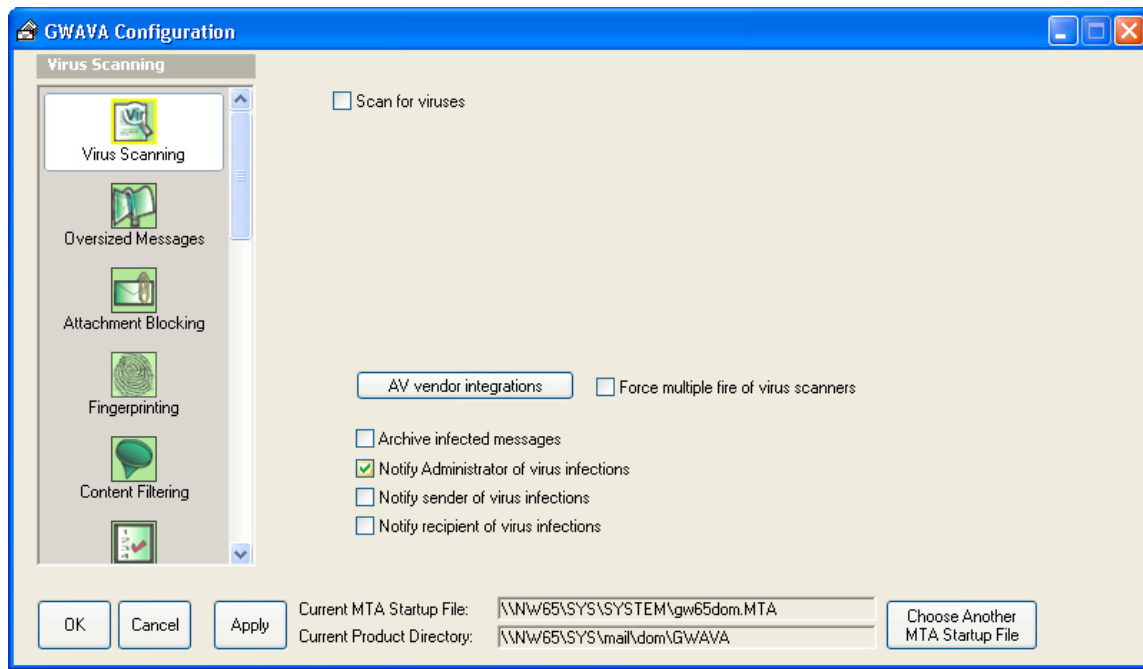 GWAVA Configuration
Virus Scanning
Vir
Virus Scanning
Oversized Messages
Attachment Blocking
Fingerprinting
Content Filtering
Scan for viruses
AV vendor integrations
Force multiple fire of virus scanners
Archive infected messages
Notify Administrator of virus infections
Notify sender of virus infections
Notify recipient of virus infections
OK
Cancel
Apply
Current MTA Startup File:
\\NW65\SYS\SYSTEM\gw65dom.MTA
Current Product Directory:
\\NW65\SYS\mail\dom\GWAVA
Choose Another
MTA Startup File